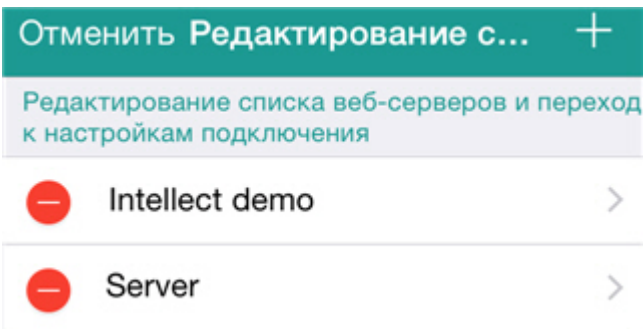 Отменить Редактирование с...
Редактирование списка веб-серверов и переход
к настройкам подключения
Intellect demo
Server